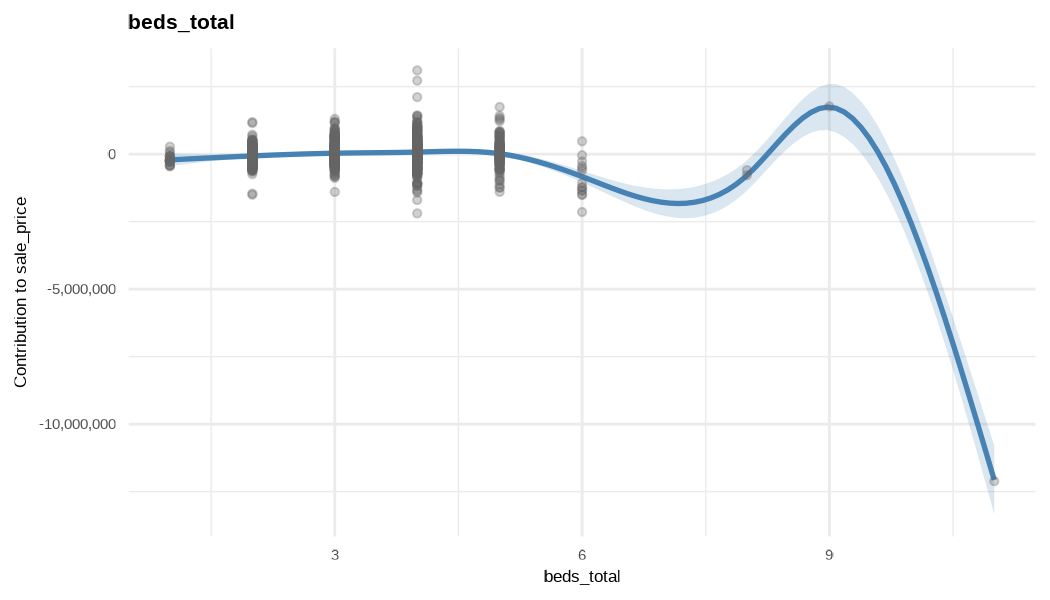 beds_total
Contribution to sale_price
0
-5,000,000
-10,000,000
3
6
9
beds_total